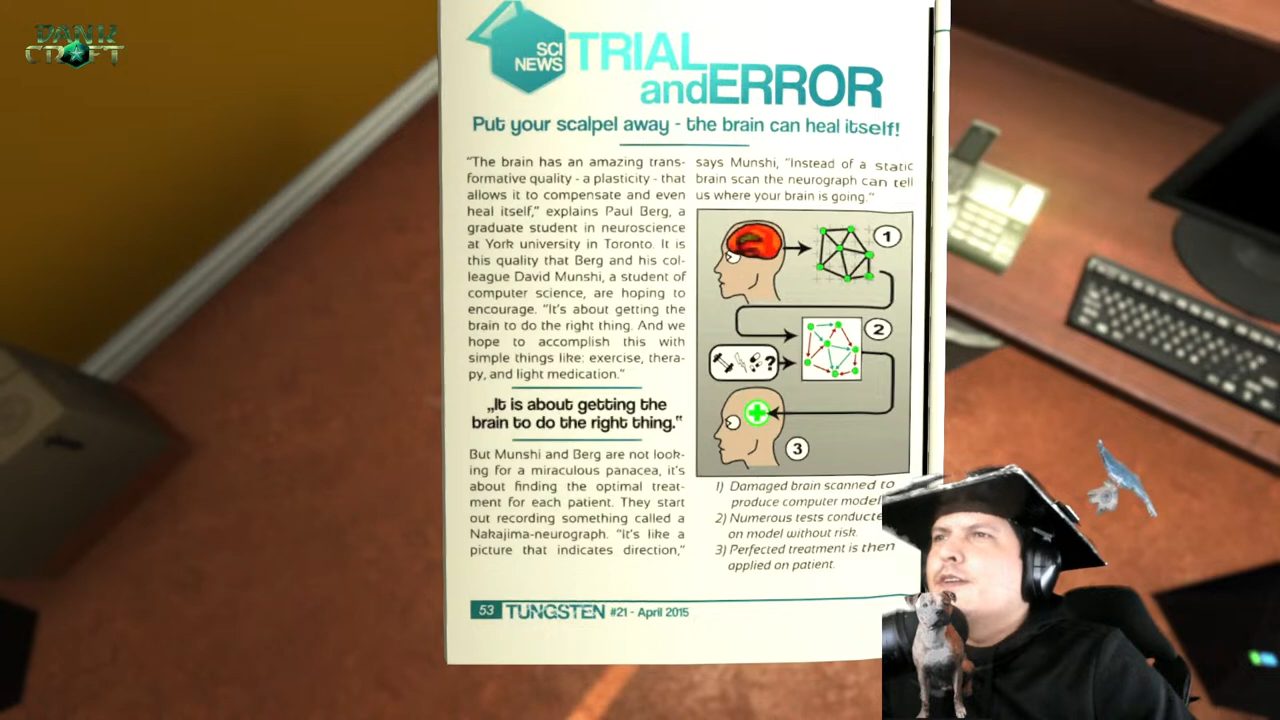 DANK
CRAFT
SCI
NEWS
TRIAL
and ERROR
Put your scalpel away - the brain can heal itself!
"The brain has an amazing trans-
formative quality - a plasticity - that
allows it to compensate and even
heal itself," explains Paul Berg, a
graduate student in neuroscience
at York university in Toronto. It is
this quality that Berg and his col-
league David Munshi, a student of
computer science, are hoping to
encourage. "It's about getting the
brain to do the right thing. And we
hope to accomplish this with
simple things like: exercise, thera-
py, and light medication."
„It is about getting the
brain to do the right thing."
But Munshi and Berg are not look-
ing for a miraculous panacea, it's
about finding the optimal treat-
ment for each patient. They start
out recording something called a
Nakajima-neurograph. "It's like a
picture that indicates direction,"
says Munshi, "Instead of a static
brain scan the neurograph can tell
us where your brain is going."
1
2
?
3
1) Damaged brain scanned to
produce computer model
2) Numerous tests conducte
on model without risk.
3) Perfected treatment is then
applied on patient.
53 TUNGSTEN #21 - April 2015